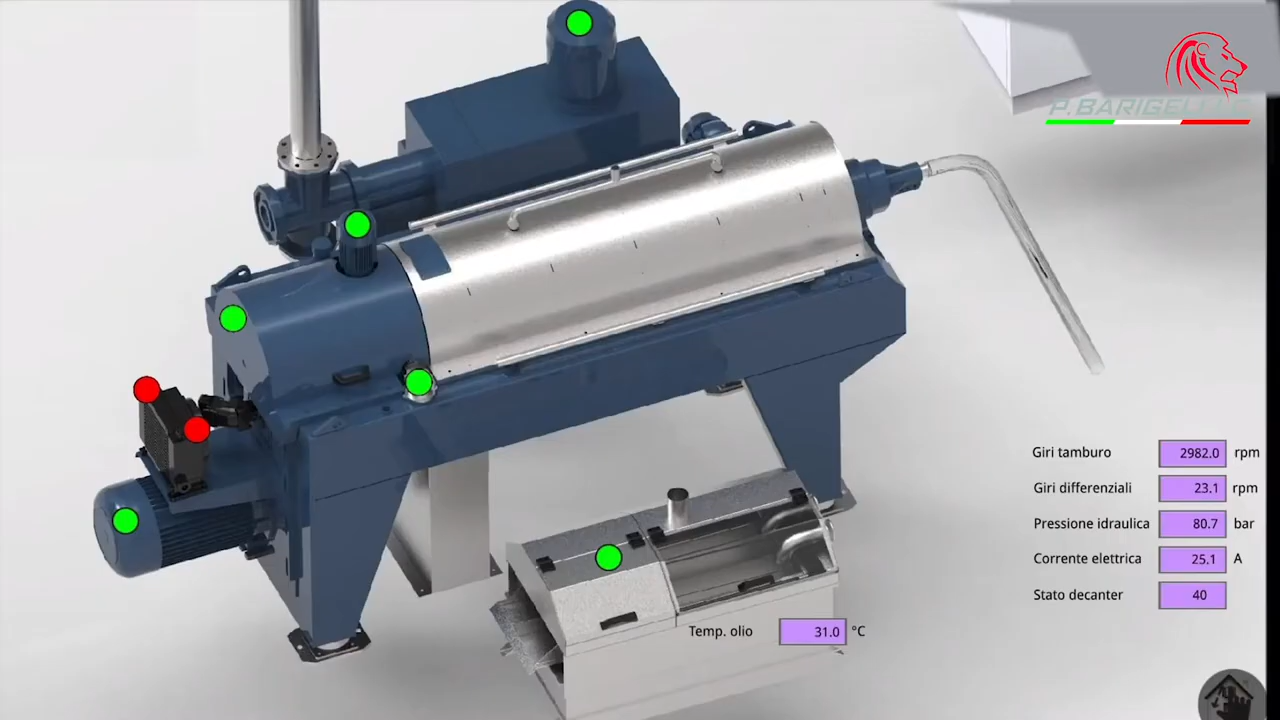 P. BARIGELLI
Giri tamburo 2982.0 rpm
Giri differenziali 23.1 rpm
Pressione idraulica 80.7 bar
Corrente elettrica 25.1 A
Stato decanter 40
Temp. olio 31.0 °C